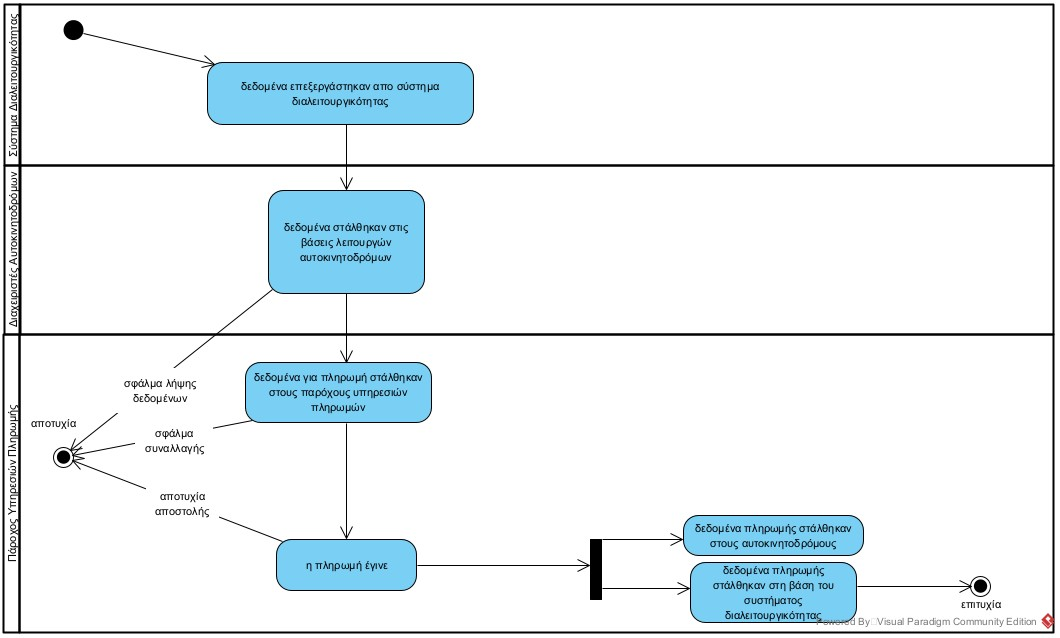 Σύστημα Διαλειτουργικότητας
δεδομένα επεξεργάστηκαν απο σύστημα
διαλειτουργικότητας
Διαχειριστές Αυτοκινητοδρόμων
δεδομένα στάλθηκαν στις
βάσεις λειτουργών
αυτοκινητοδρόμων
Πάροχος Υπηρεσιών Πληρωμής
δεδομένα για πληρωμή στάλθηκαν
στους παρόχους υπηρεσιών
πληρωμών
σφάλμα λήψης
δεδομένων
αποτυχία
σφάλμα
συναλλαγής
αποτυχία
αποστολής
η πληρωμή έγινε
δεδομένα πληρωμής στάλθηκαν
στους αυτοκινητοδρόμους
δεδομένα πληρωμής
στάλθηκαν στη βάση του
συστήματος
διαλειτουργικότητας
επιτυχία
Powered By Visual Paradigm Community Edition